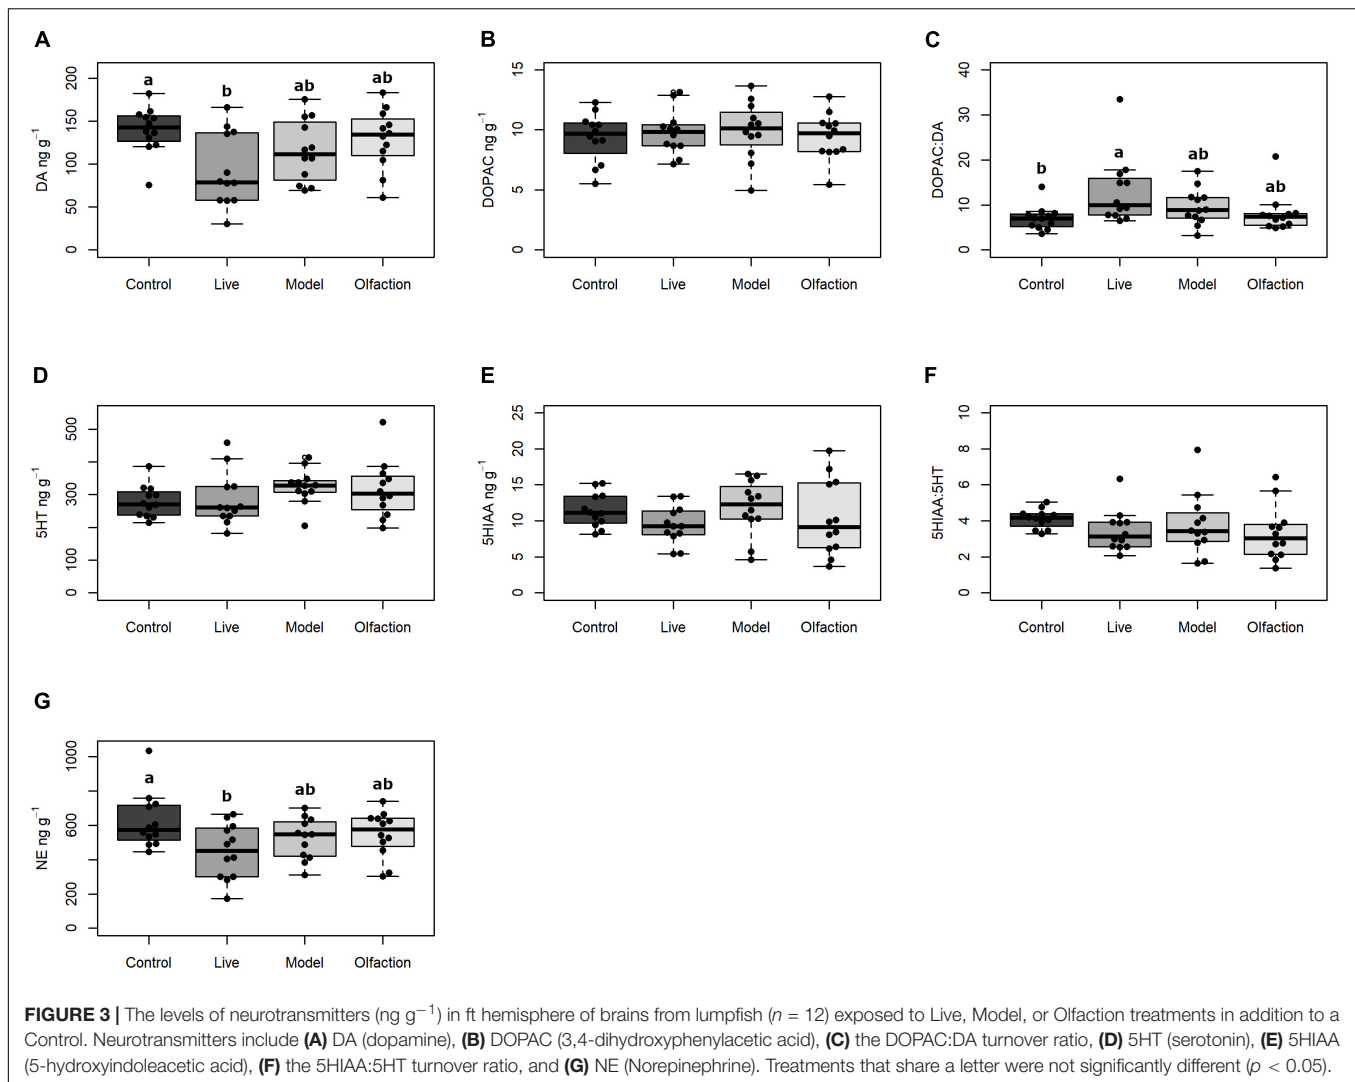 A
B
C
DA ng g⁻¹
200
150
100
50
0
a
b
ab
ab
Control Live Model Olfaction
DOPAC ng g⁻¹
15
10
5
0
Control Live Model Olfaction
DOPAC:DA
40
30
20
10
0
b
a
ab
ab
Control Live Model Olfaction
D
E
F
5HT ng g⁻¹
500
300
100
0
Control Live Model Olfaction
5HIAA ng g⁻¹
25
20
15
10
5
0
Control Live Model Olfaction
5HIAA:5HT
10
8
6
4
2
0
Control Live Model Olfaction
G
NE ng g⁻¹
1000
600
200
0
a
b
ab
ab
Control Live Model Olfaction
FIGURE 3 | The levels of neurotransmitters (ng g⁻¹) in ft hemisphere of brains from lumpfish (n = 12) exposed to Live, Model, or Olfaction treatments in addition to a
Control. Neurotransmitters include (A) DA (dopamine), (B) DOPAC (3,4-dihydroxyphenylacetic acid), (C) the DOPAC:DA turnover ratio, (D) 5HT (serotonin), (E) 5HIAA
(5-hydroxyindoleacetic acid), (F) the 5HIAA:5HT turnover ratio, and (G) NE (Norepinephrine). Treatments that share a letter were not significantly different (p < 0.05).